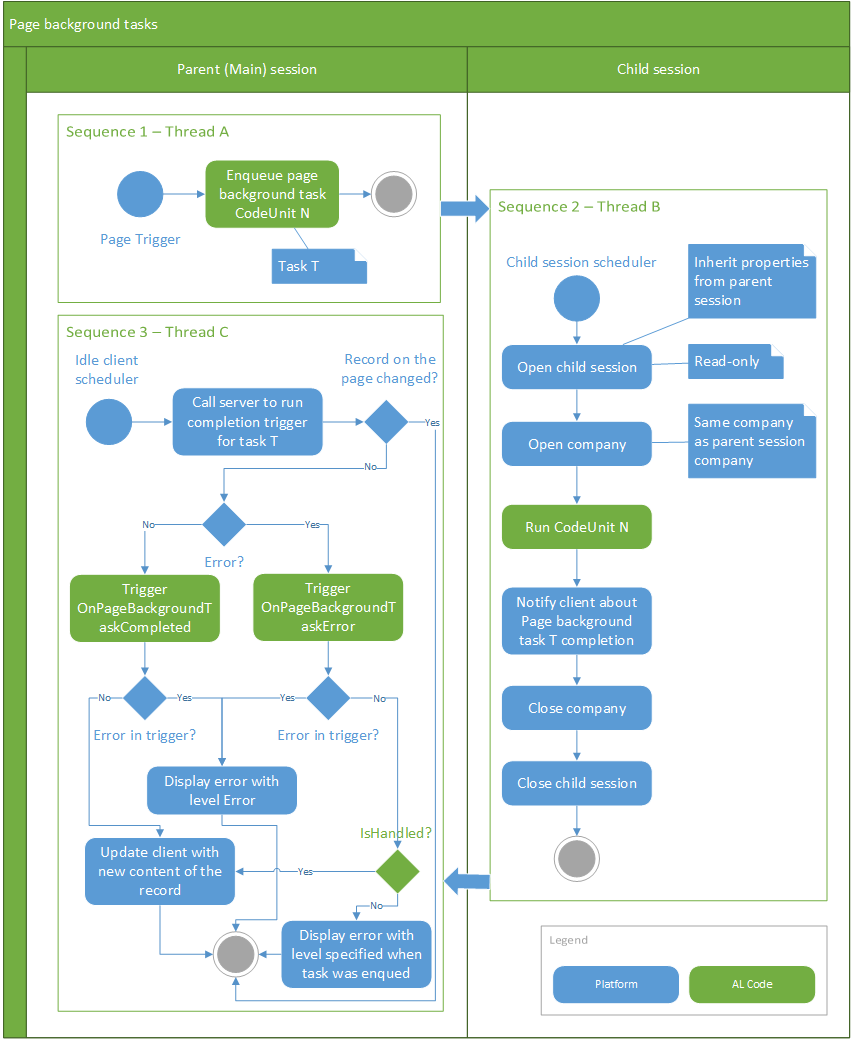 Page background tasks
Parent (Main) session
Child session
Sequence 1 – Thread A
Enqueue page
background task
CodeUnit N
Page Trigger
Task T
Sequence 2 – Thread B
Child session scheduler
Inherit properties
from parent
session
Open child session
Read-only
Open company
Same company
as parent session
company
Run CodeUnit N
Notify client about
Page background
task T completion
Close company
Close child session
Sequence 3 – Thread C
Idle client
scheduler
Record on the
page changed?
Call server to run
completion trigger
for task T
Yes
No
No
Yes
Error?
Trigger
OnPageBackgroundT
askCompleted
Trigger
OnPageBackgroundT
askError
No
Yes
Yes
No
Error in trigger?
Error in trigger?
Display error with
level Error
IsHandled?
Update client with
new content of the
record
Yes
No
Display error with
level specified when
task was enqued
Legend
Platform
AL Code